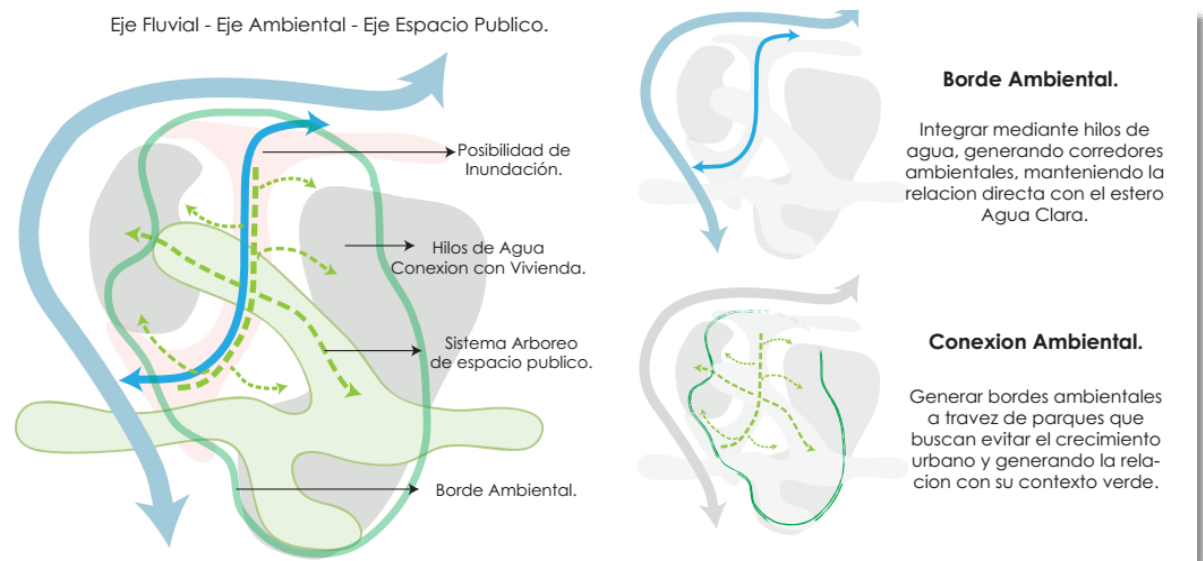 Eje Fluvial - Eje Ambiental - Eje Espacio Publico.
Posibilidad de
Inundación.
Hilos de Agua
Conexion con Vivienda.
Sistema Arboreo
de espacio publico.
Borde Ambiental.
Borde Ambiental.
Integrar mediante hilos de
agua, generando corredores
ambientales, manteniendo la
relacion directa con el estero
Agua Clara.
Conexion Ambiental.
Generar bordes ambientales
a travez de parques que
buscan evitar el crecimiento
urbano y generando la rela-
cion con su contexto verde.